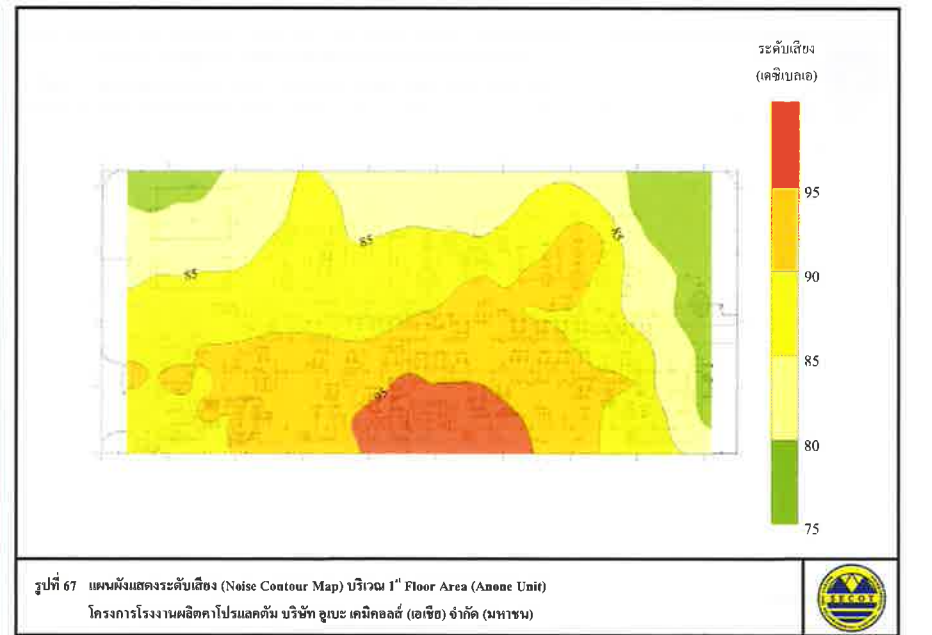 ระดับเสียง
(เดซิเบลเอ)
95
90
85
80
75
85
85
85
95
รูปที่ 67 แผนผังแสดงระดับเสียง (Noise Contour Map) บริเวณ 1st Floor Area (Anone Unit)
โครงการโรงงานผลิตคาโปรแลคตัม บริษัท อูเบะ เคมิคอลส์ (เอเชีย) จำกัด (มหาชน)
SECOT